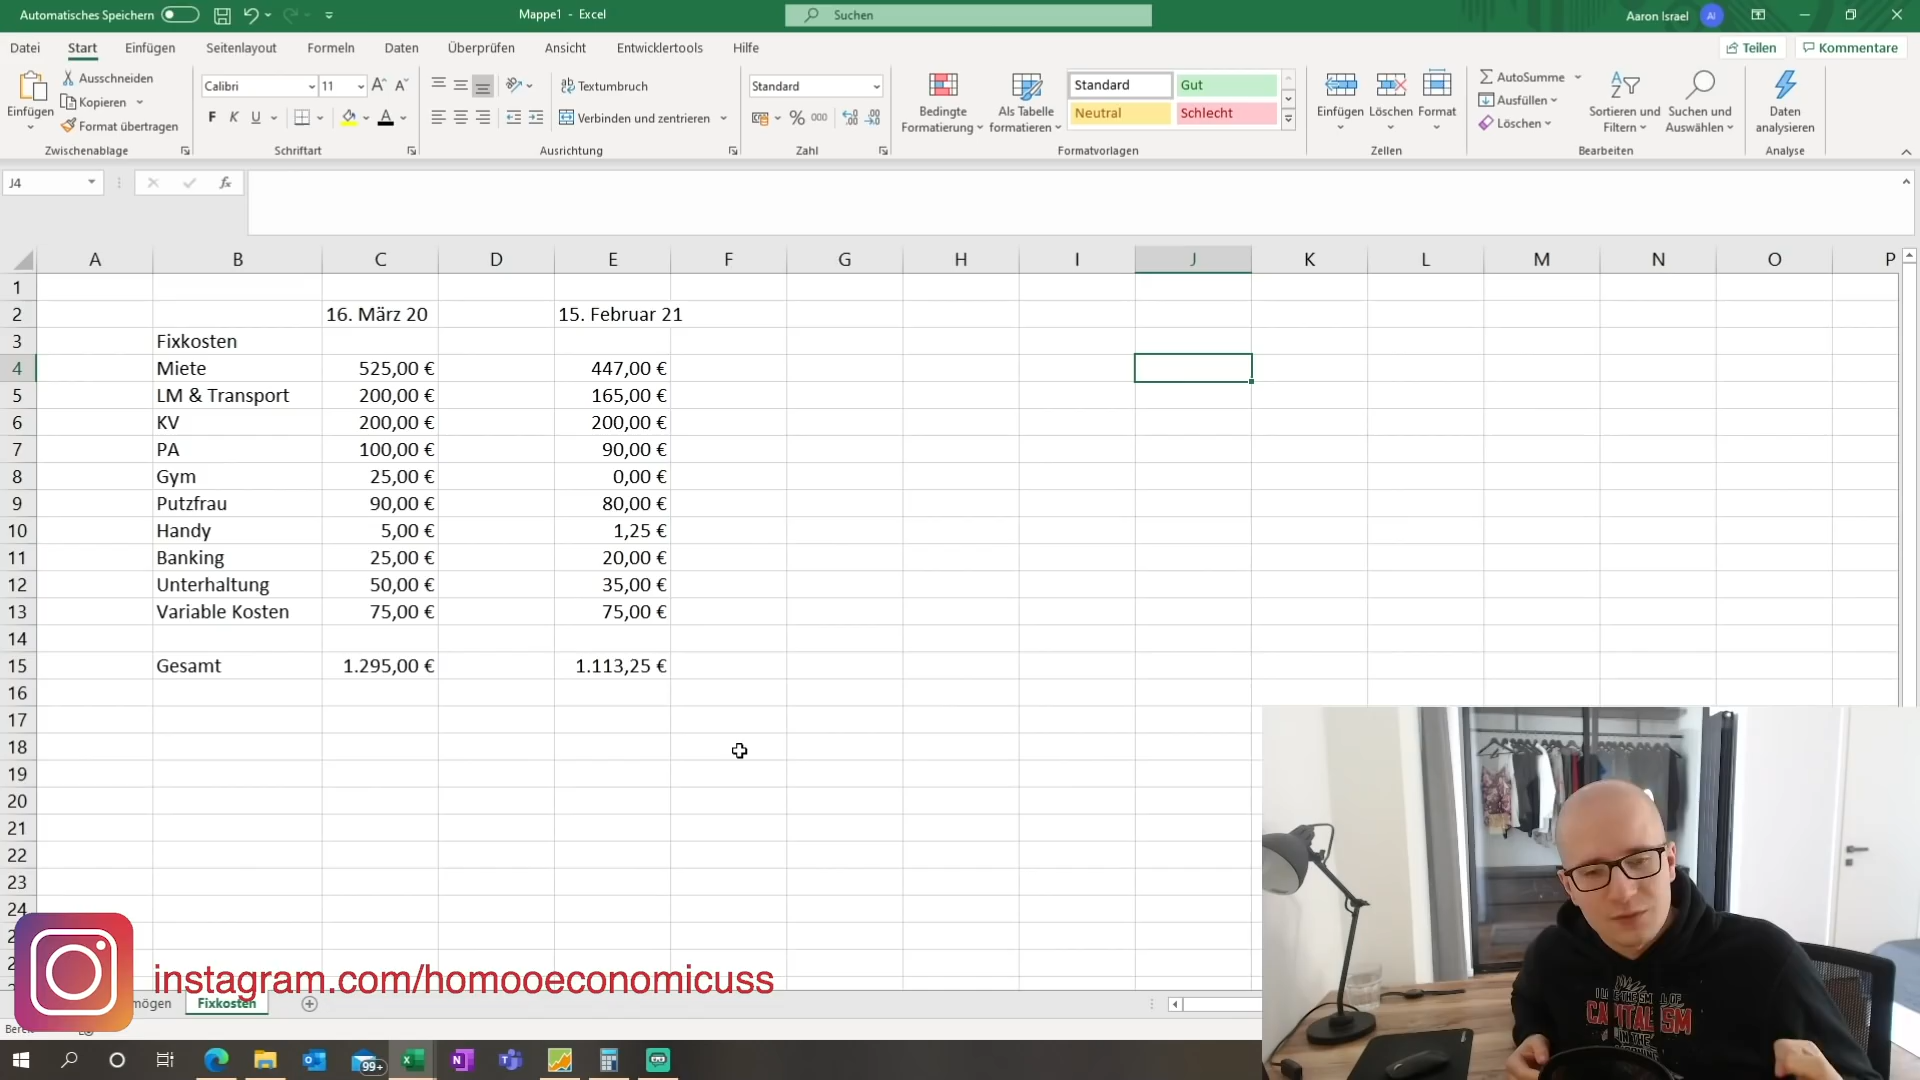 Automatisches Speichern
Mappe1 - Excel
Suchen
Aaron Israel
AI
Datei Start Einfügen Seitenlayout Formeln Daten Überprüfen Ansicht Entwicklertools Hilfe
Teilen
Kommentare
Einfügen
Ausschneiden
Kopieren
Format übertragen
Zwischenablage
Calibri
11
F K U
Schriftart
Textumbruch
Verbinden und zentrieren
Ausrichtung
Standard
% 000
Zahl
Bedingte Formatierung
Als Tabelle formatieren
Standard Gut
Neutral Schlecht
Formatvorlagen
Einfügen Löschen Format
Zellen
AutoSumme
Ausfüllen
Löschen
Sortieren und Filtern
Suchen und Auswählen
Bearbeiten
Daten analysieren
Analyse
J4
fx
A B C D E F G H I J K L M N O P
1
2 16. März 20 15. Februar 21
3 Fixkosten
4 Miete 525,00 € 447,00 €
5 LM & Transport 200,00 € 165,00 €
6 KV 200,00 € 200,00 €
7 PA 100,00 € 90,00 €
8 Gym 25,00 € 0,00 €
9 Putzfrau 90,00 € 80,00 €
10 Handy 5,00 € 1,25 €
11 Banking 25,00 € 20,00 €
12 Unterhaltung 50,00 € 35,00 €
13 Variable Kosten 75,00 € 75,00 €
14
15 Gesamt 1.295,00 € 1.113,25 €
16
17
18
19
20
21
22
23
24
instagram.com/homooeconomicuss
mögen
Fixkosten
99+
CAPITALISM
IN THE